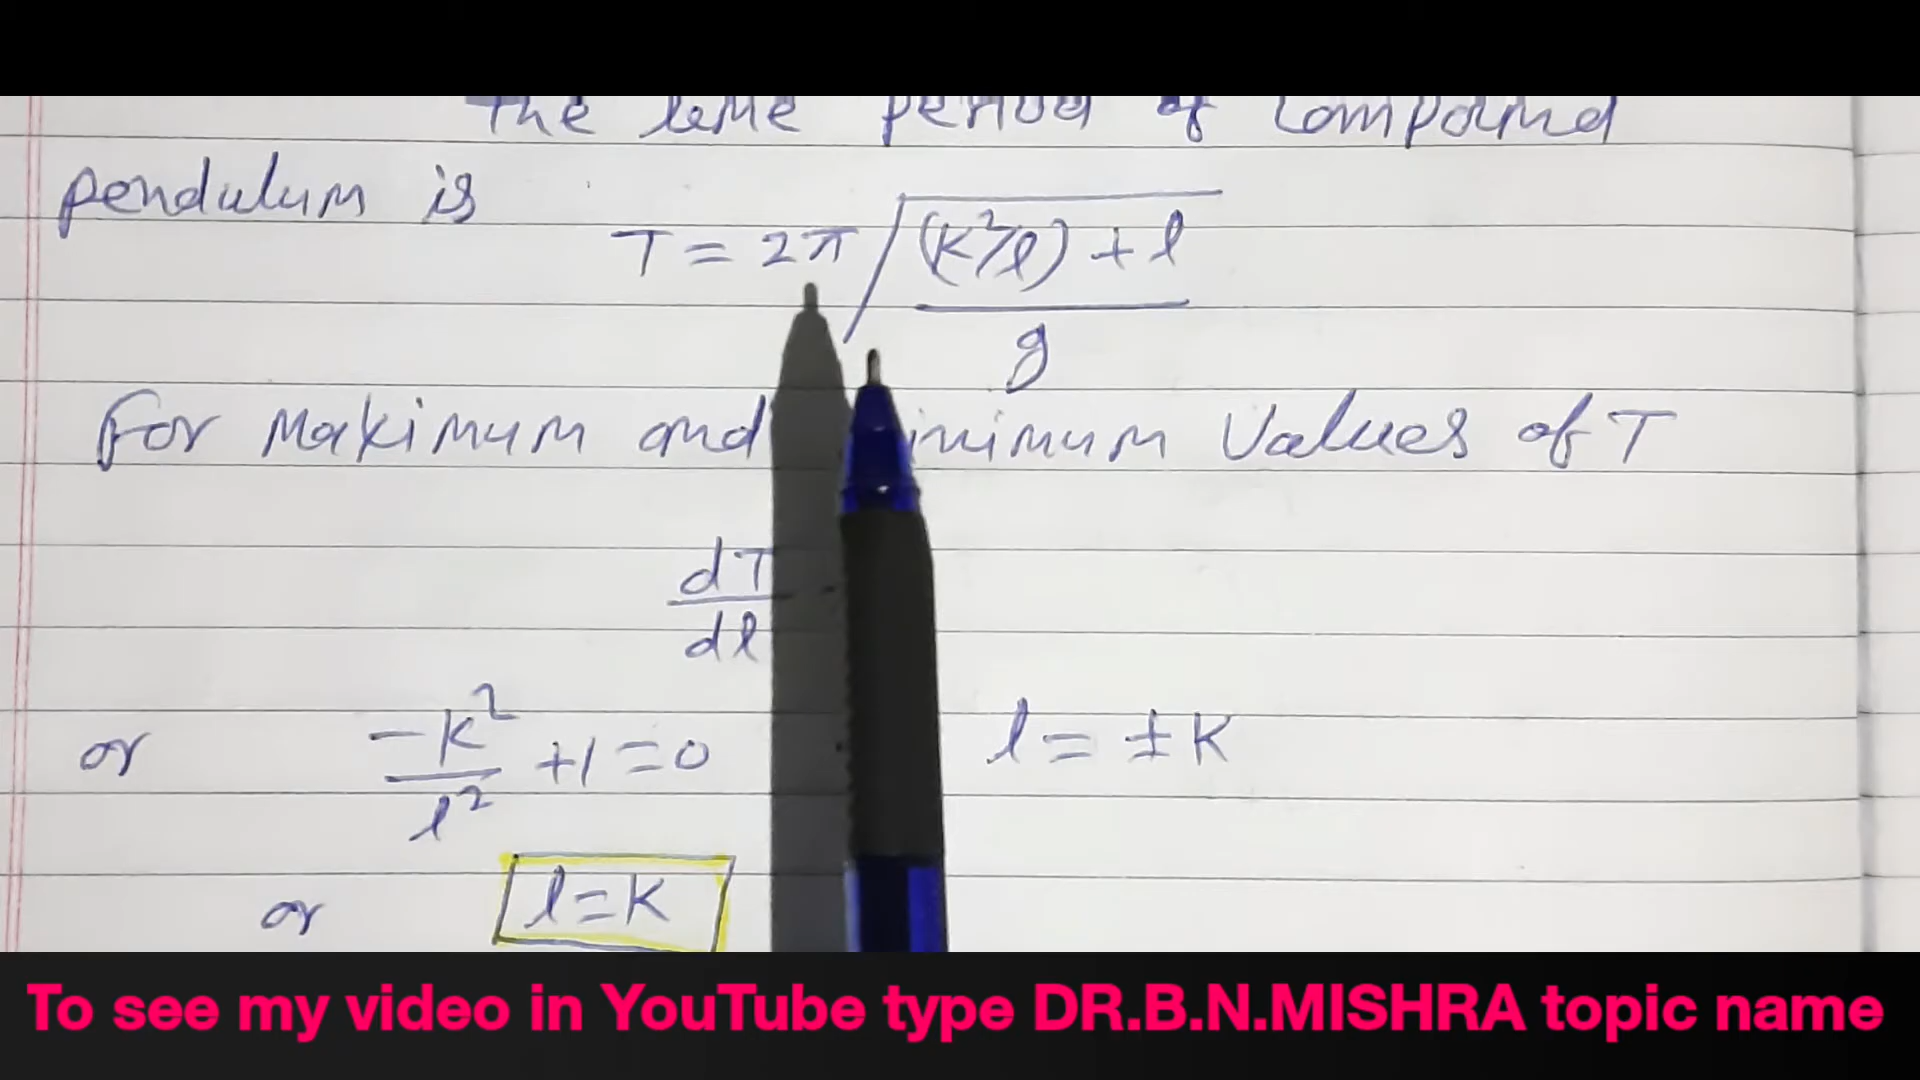 The time period of compound
pendulum is
T = 2π √((k²/l) + l / g)
For Maximum and inimum Values of T
dT
dl
or -k²/l² +1 =0 l = ±K
or l=K
To see my video in YouTube type DR.B.N.MISHRA topic name